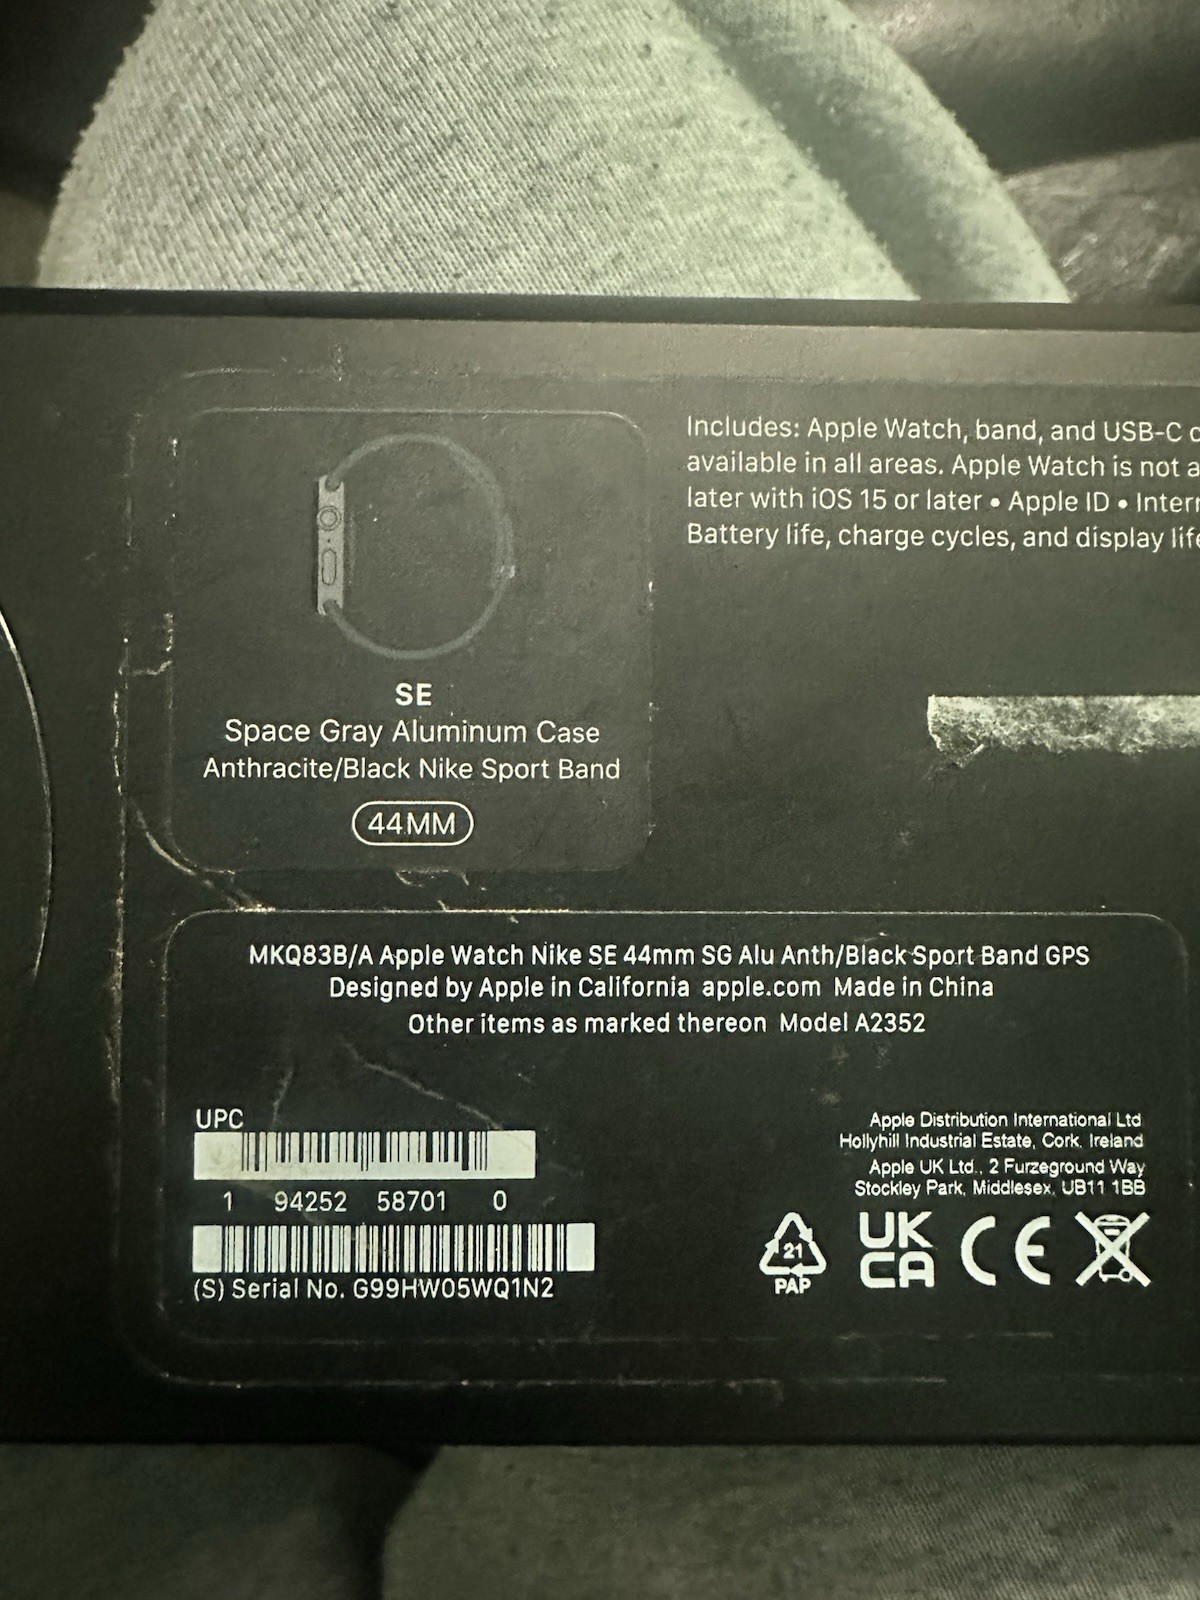 Includes: Apple Watch, band, and USB-C
available in all areas. Apple Watch is not
later with iOS 15 or later • Apple ID •
Battery life, charge cycles, and display
SE
Space Gray Aluminum Case
Anthracite/Black Nike Sport Band
44MM
MKQ83B/A Apple Watch Nike SE 44mm SG Alu Anth/Black Sport Band GPS
Designed by Apple in California apple.com Made in China
Other items as marked thereon Model A2352
UPC
1 94252 58701 0
(S) Serial No. G99HW05WQ1N2
Apple Distribution International Ltd
Hollyhill Industrial Estate, Cork, Ireland
Apple UK Ltd., 2 Furzeground Way
Stockley Park, Middlesex, UB11 1BB
21
PAP
UK
CA
CE